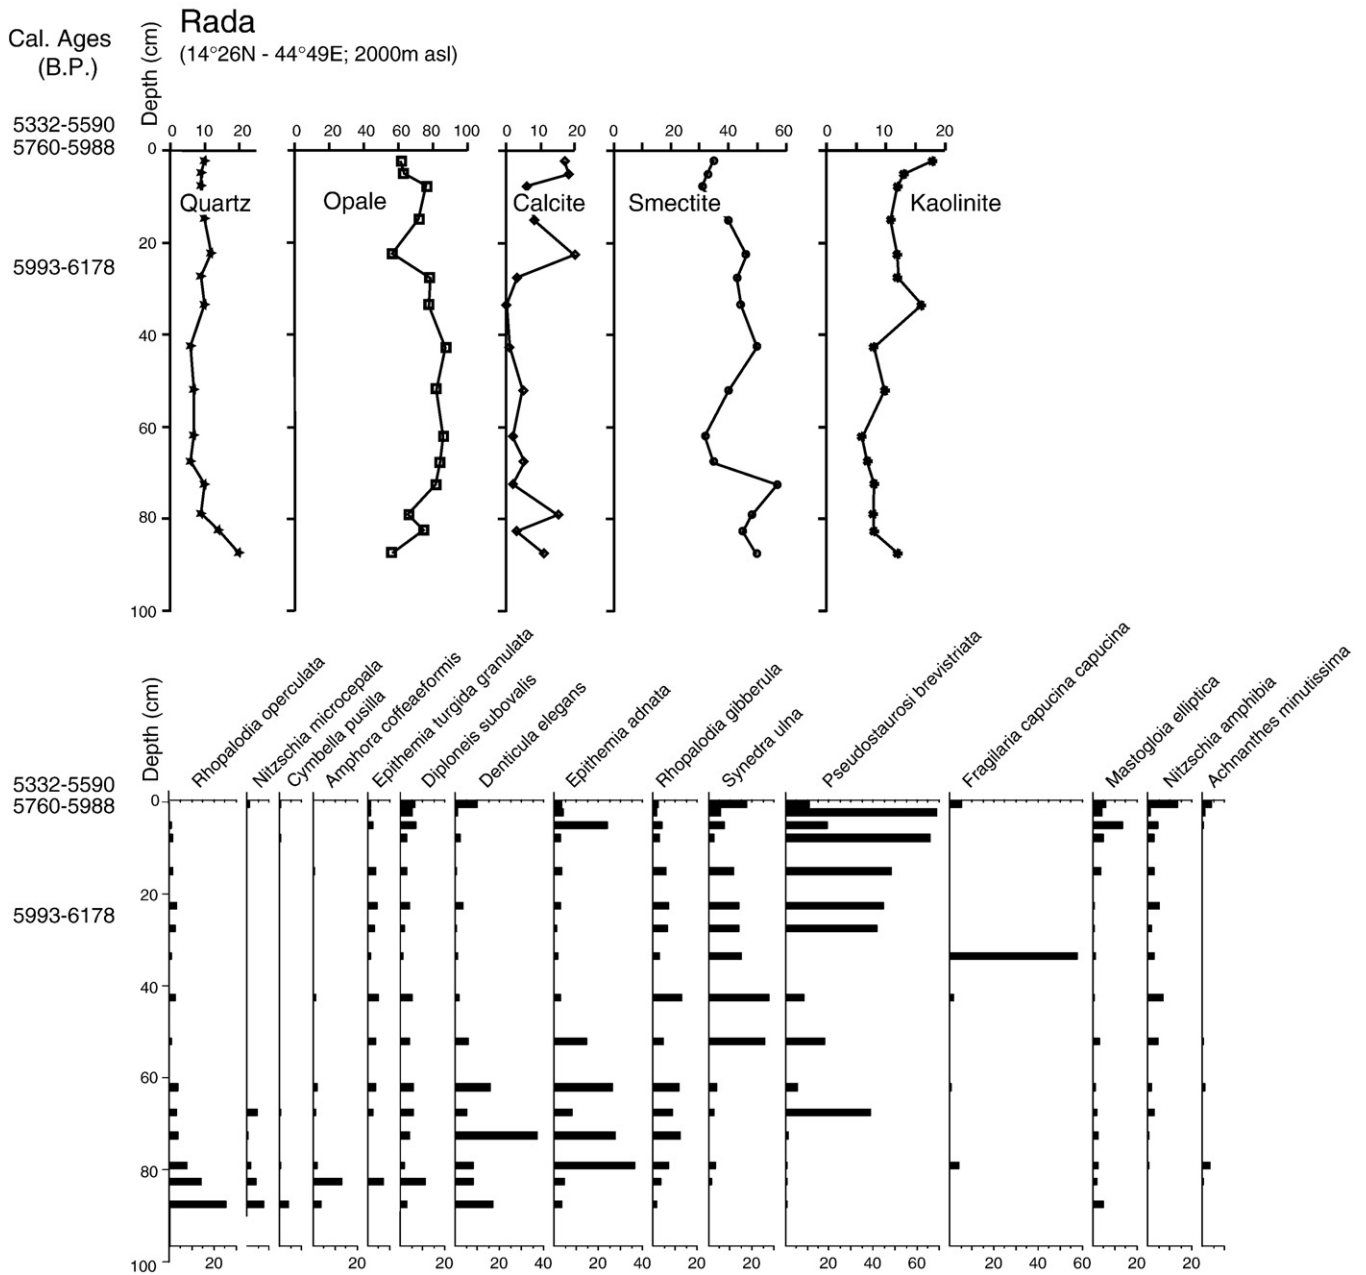 Rada
(14°26N - 44°49E; 2000m asl)
Cal. Ages
(B.P.)
Depth (cm)
5332-5590
5760-5988
5993-6178
0 10 20
0 20 40 60 80 100
0 10 20
0 20 40 60
0 10 20
0
20
40
60
80
100
Quartz
Opale
Calcite
Smectite
Kaolinite
Depth (cm)
Rhopalodia operculata
Nitzschia microcepala
Cymbella pusilla
Amphora coffeaeformis
Epithemia turgida granulata
Diploneis subovalis
Denticula elegans
Epithemia adnata
Rhopalodia gibberula
Synedra ulna
Pseudostaurosi brevistriata
Fragilaria capucina capucina
Mastogloia elliptica
Nitzschia amphibia
Achnanthes minutissima
5332-5590
5760-5988
5993-6178
0
20
40
60
80
100
20
20
20
20 40
20 40
20
20
20 40 60
20 40 60
20
20